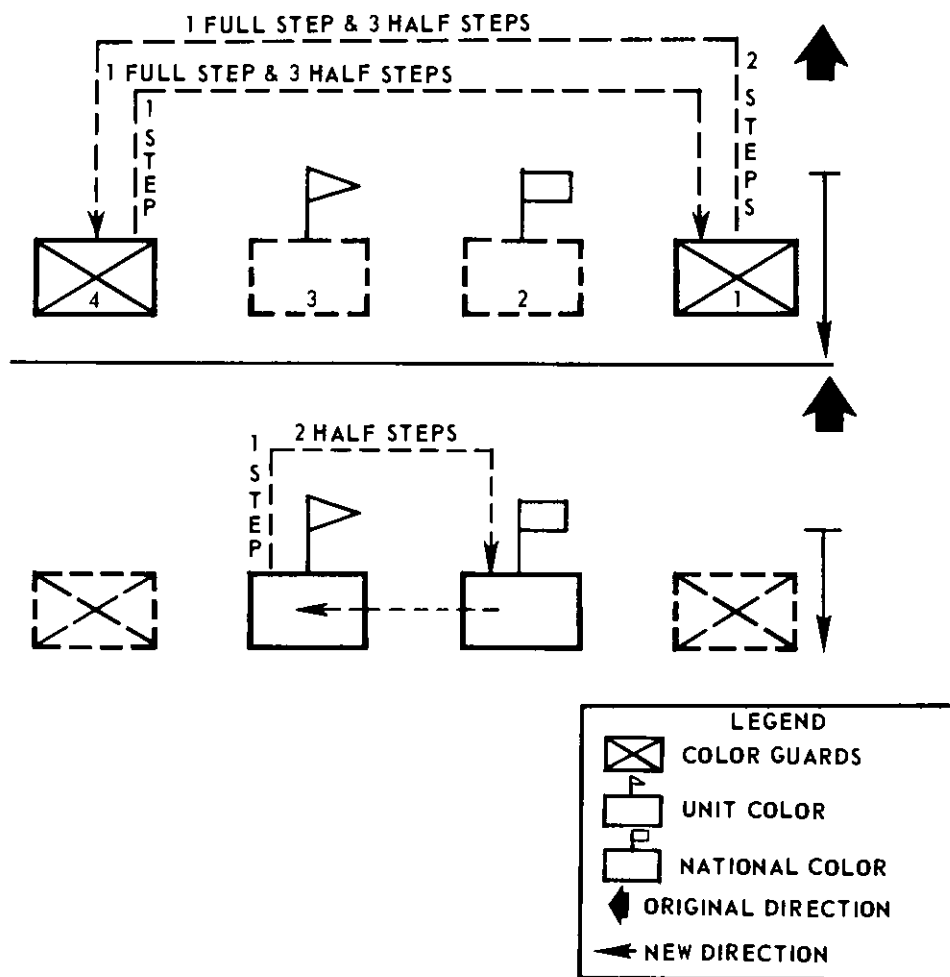 1 FULL STEP & 3 HALF STEPS
1 FULL STEP & 3 HALF STEPS
2 STEPS
1 STEP
4
3
2
1
2 HALF STEPS
1 STEP
LEGEND
COLOR GUARDS
UNIT COLOR
NATIONAL COLOR
ORIGINAL DIRECTION
NEW DIRECTION